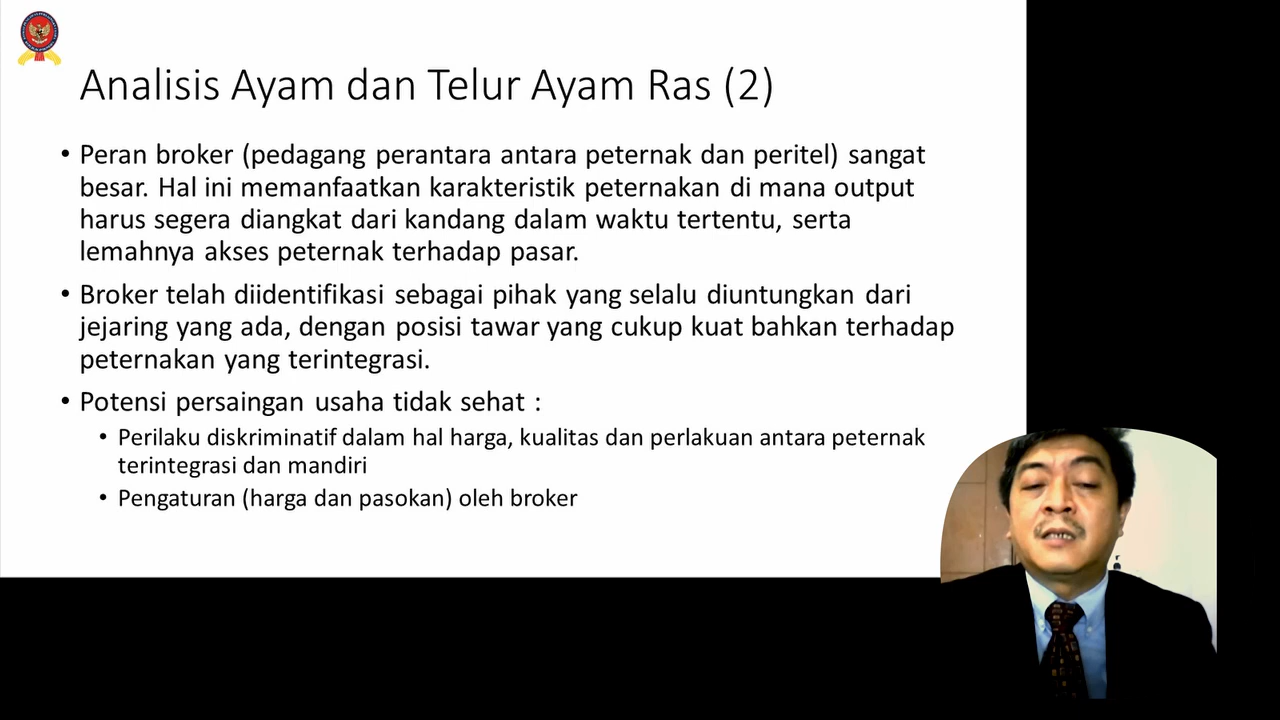 Analisis Ayam dan Telur Ayam Ras (2)
• Peran broker (pedagang perantara antara peternak dan peritel) sangat
besar. Hal ini memanfaatkan karakteristik peternakan di mana output
harus segera diangkat dari kandang dalam waktu tertentu, serta
lemahnya akses peternak terhadap pasar.
• Broker telah diidentifikasi sebagai pihak yang selalu diuntungkan dari
jejaring yang ada, dengan posisi tawar yang cukup kuat bahkan terhadap
peternakan yang terintegrasi.
• Potensi persaingan usaha tidak sehat :
• Perilaku diskriminatif dalam hal harga, kualitas dan perlakuan antara peternak
terintegrasi dan mandiri
• Pengaturan (harga dan pasokan) oleh broker